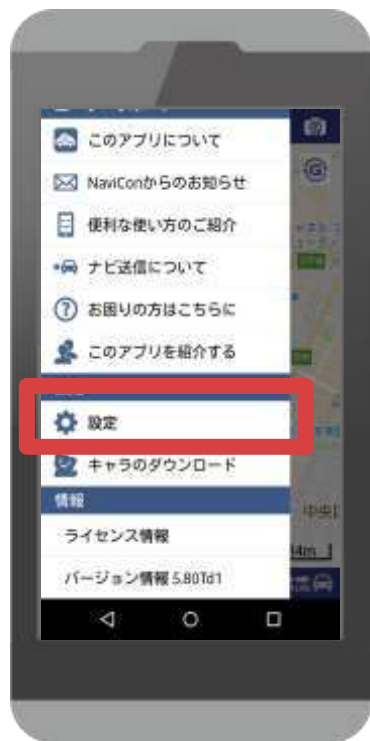 このアプリについて
NaviConからのお知らせ
便利な使い方のご紹介
ナビ送信について
お困りの方はこちらに
このアプリを紹介する
設定
キャラのダウンロード
情報
ライセンス情報
バージョン情報 5.80Td1
中央